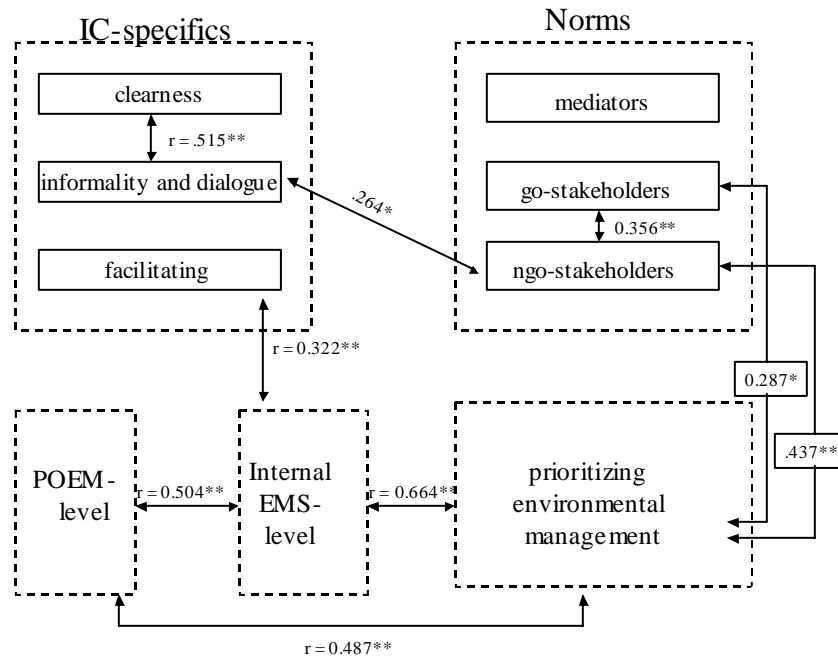 IC-specifics
Norms
clearness
mediators
r = .515**
informality and dialogue
go-stakeholders
.264*
0.356**
facilitating
ngo-stakeholders
r = 0.322**
0.287*
.437**
POEM-
level
r = 0.504**
Internal
EMS-
level
r = 0.664**
prioritizing
environmental
management
r = 0.487**